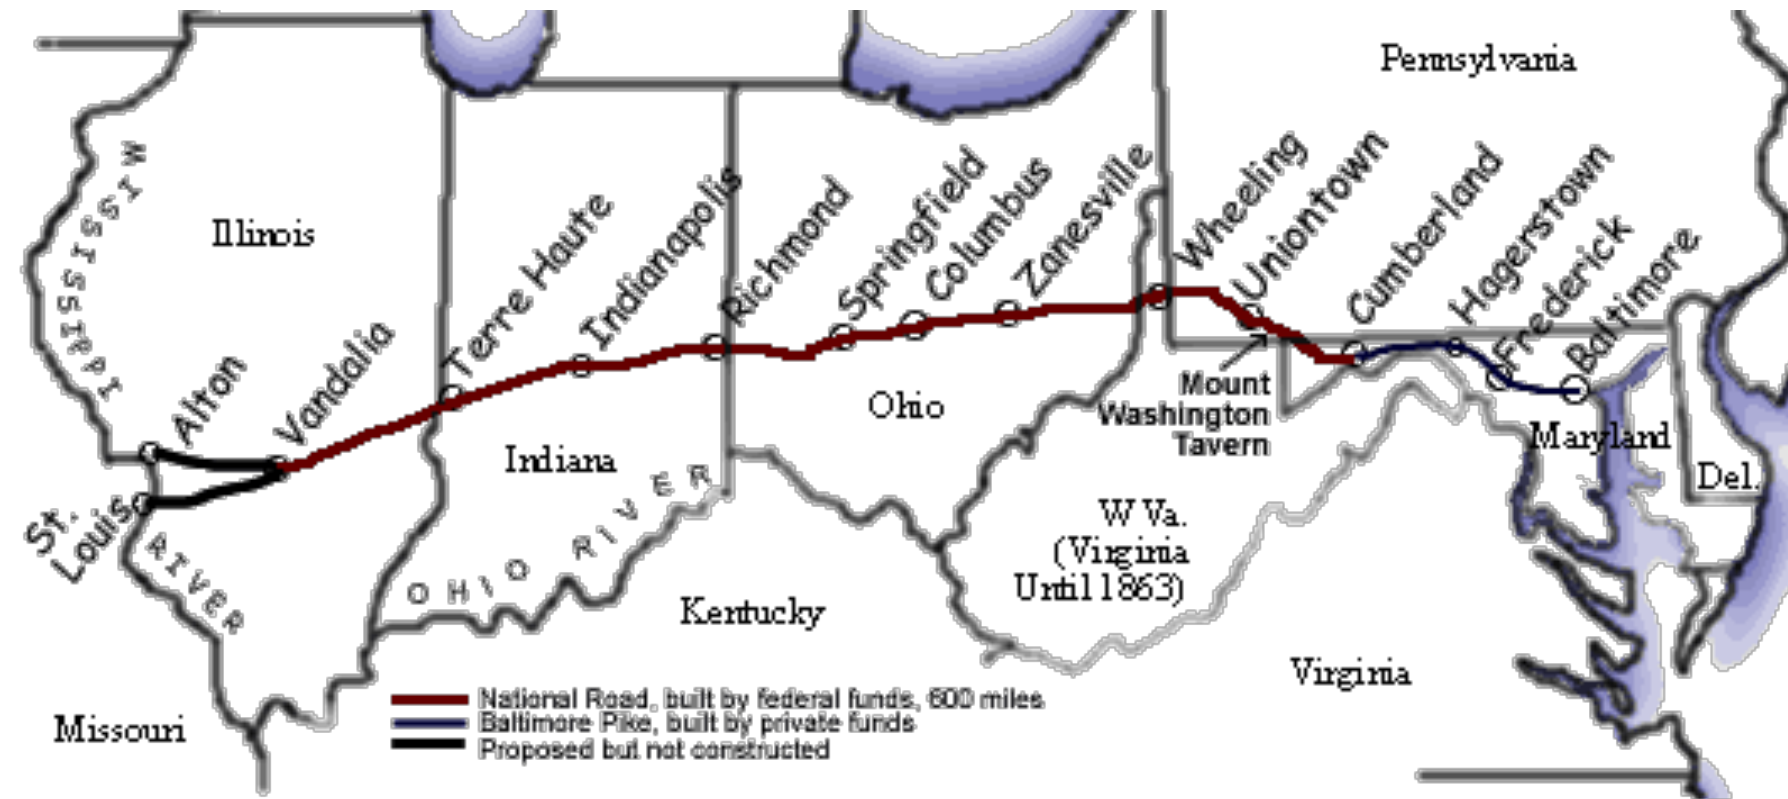 Pennsylvania
MISSISSIPPI
Illinois
Terre Haute
Indianapolis
Richmond
Springfield
Columbus
Zanesville
Wheeling
Uniontown
Cumberland
Hagerstown
Frederick
Baltimore
Alton
Vandalia
Mount
Washington
Tavern
Ohio
Indiana
Maryland
Del.
St.
Louis
RIVER
OHIO RIVER
W Va.
(Virginia
Until 1863)
Kentucky
Virginia
Missouri
National Road, built by federal funds, 600 miles
Baltimore Pike, built by private funds
Proposed but not constructed